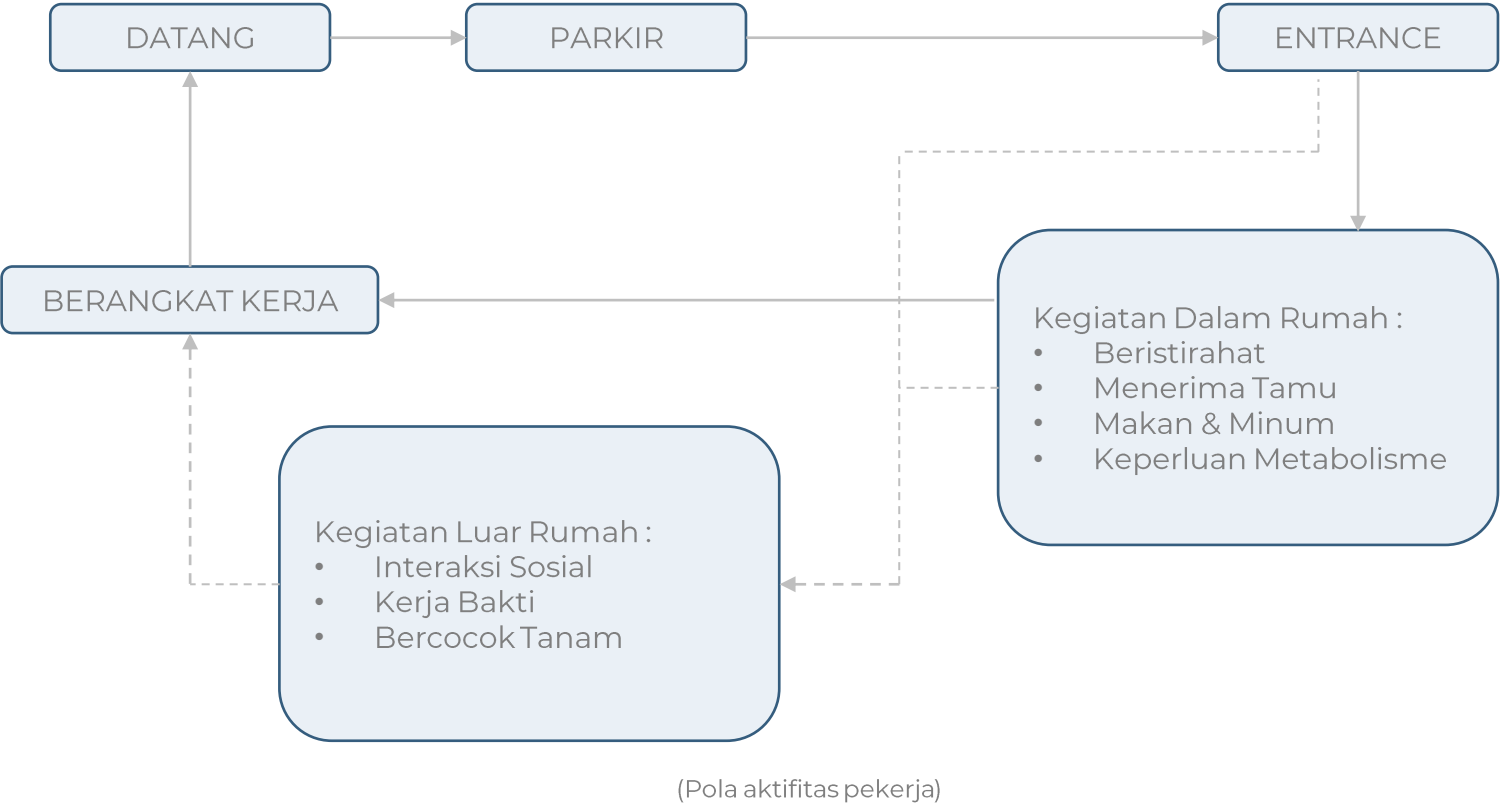 DATANG
PARKIR
ENTRANCE
BERANGKAT KERJA
Kegiatan Dalam Rumah :
• Beristirahat
• Menerima Tamu
• Makan & Minum
• Keperluan Metabolisme
Kegiatan Luar Rumah :
• Interaksi Sosial
• Kerja Bakti
• Bercocok Tanam
(Pola aktifitas pekerja)